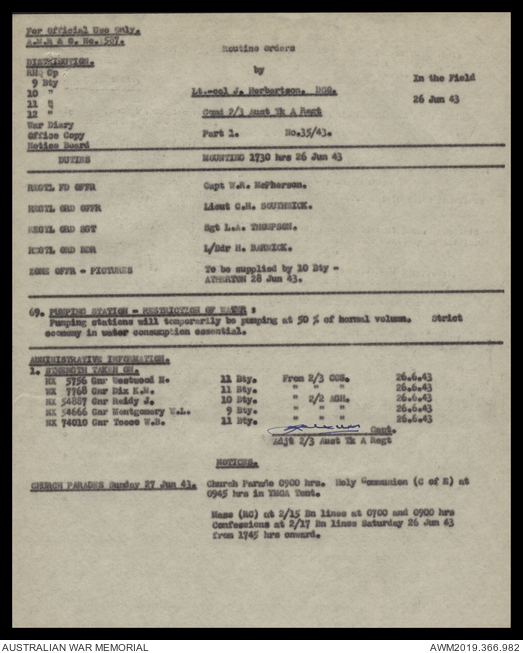 For Official Use Only.
A.M.R & O. No.1507.
Routine Orders
DISTRIBUTION. by
RHQ Op
9 Bty Lt.-col J. Herbertson. DSO. In the Field
10 "
11 " Comd 2/3 Aust Tk A Regt 26 Jun 43
12 "
War Diary
Office Copy Part 1. No.35/43.
Notice Board
DUTIES MOUNTING 1730 hrs 26 Jun 43
REGTL FD OFFR Capt W.R. McPherson.
REGTL ORD OFFR Lieut C.H. SOUTHWICK.
REGTL ORD SGT Sgt L.A. THOMPSON.
REGTL ORD BDR L/Bdr H. BARWICK.
ZONE OFFR - PICTURES To be supplied by 10 Bty -
ATHERTON 28 Jun 43.
69. PUMPING STATION - RESTRICTION OF WATER :
Pumping stations will temporarily be pumping at 50 % of normal volumn. Strict
economy in water consumption essential.
ADMINISTRATIVE INFORMATION.
1. STRENGTH TAKEN ON.
NX 5756 Gnr Westwood H. 11 Bty. From 2/3 CON. 26.6.43
NX 7768 Gnr Dix K.M. 11 Bty. " " " 26.6.43
NX 54887 Gnr Reidy J. 10 Bty. " 2/2 AGH. 26.6.43
NX 54666 Gnr Montgomery W.L. 9 Bty. " " " 26.6.43
NX 74010 Gnr Tocco W.B. 11 Bty. " " " 26.6.43
Capt.
Adjt 2/3 Aust Tk A Regt
NOTICES.
CHURCH PARADES Sunday 27 Jun 43. Church Parade 0900 hrs. Holy Communion (C of E) at
0945 hrs in YMCA Tent.
Mass (RC) at 2/15 Bn lines at 0700 and 0900 hrs
Confessions at 2/17 Bn lines Saturday 26 Jun 43
from 1745 hrs onward.
AUSTRALIAN WAR MEMORIAL AWM2019.366.982